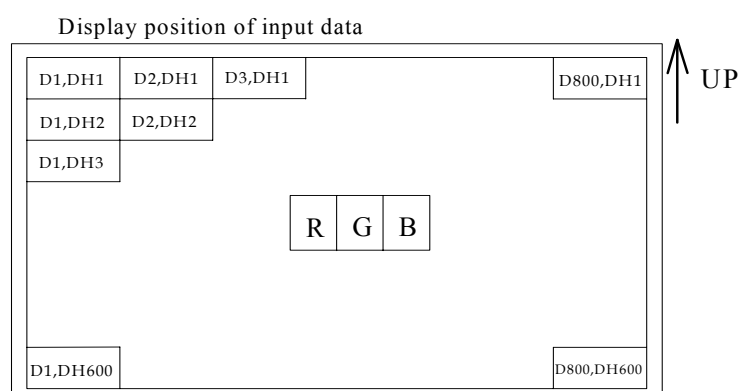 Display position of input data
D1,DH1 D2,DH1 D3,DH1 D800,DH1 UP
D1,DH2 D2,DH2
D1,DH3
R G B
D1,DH600 D800,DH600